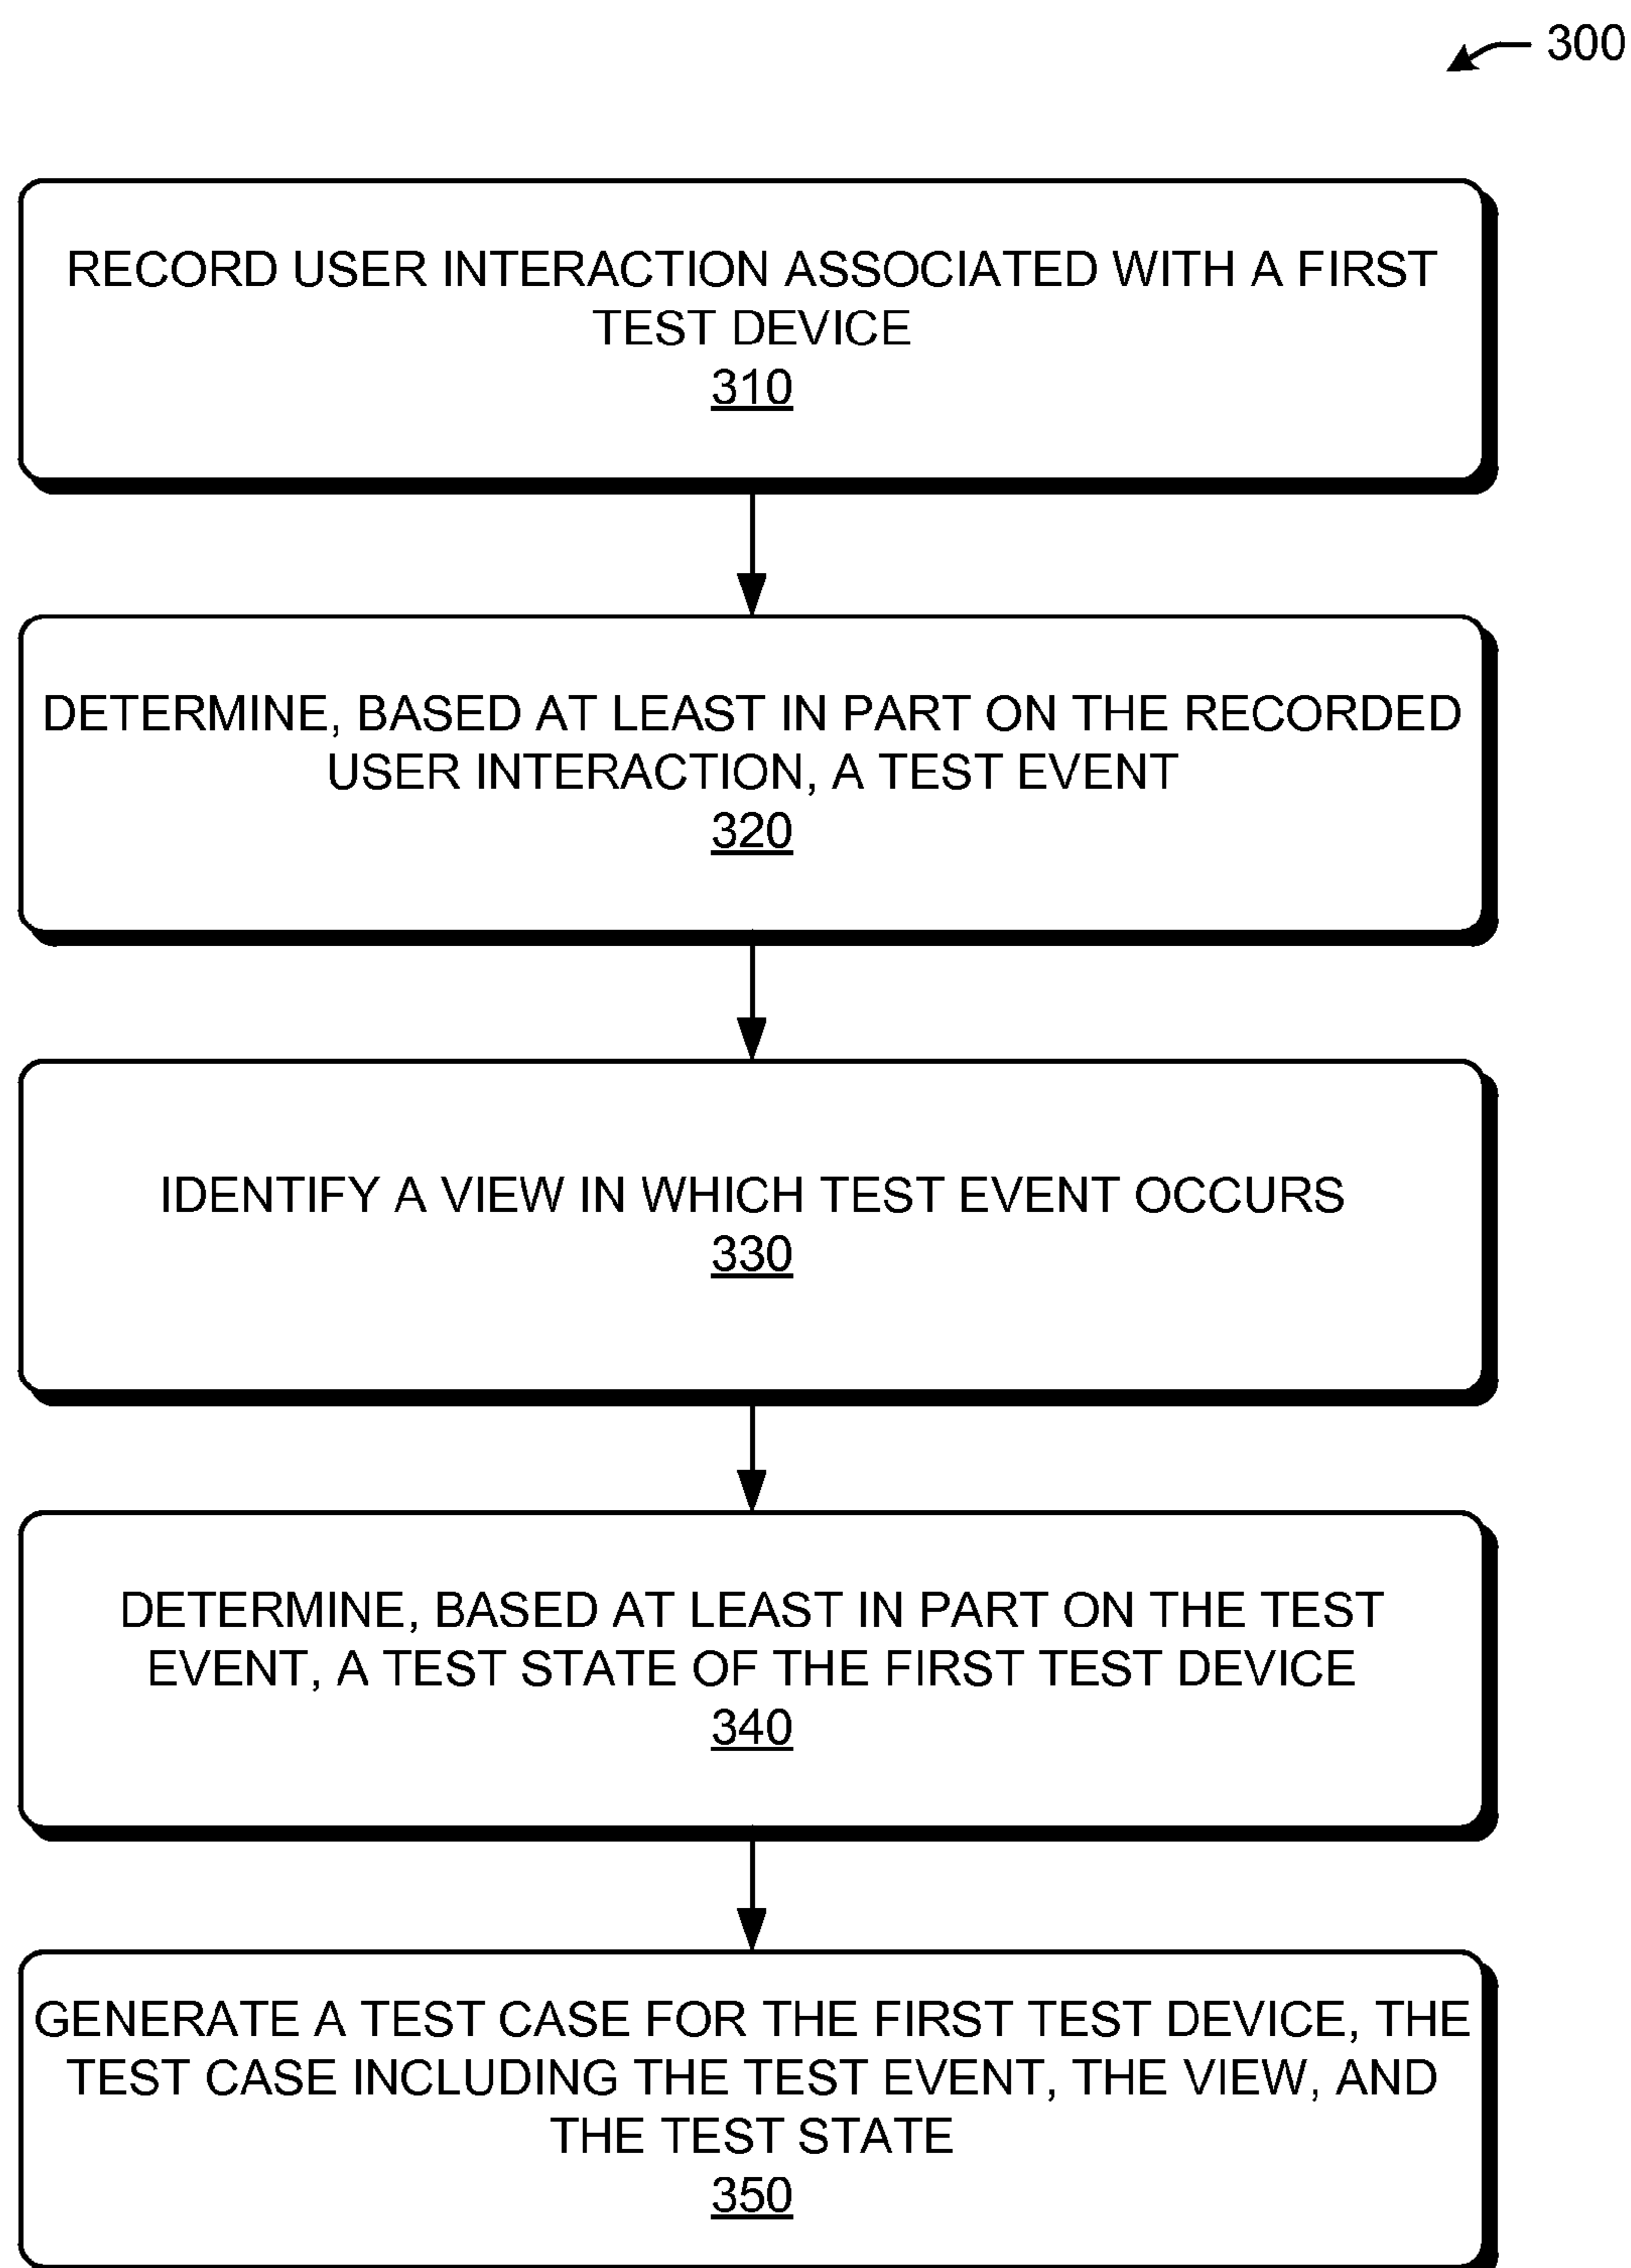 300
RECORD USER INTERACTION ASSOCIATED WITH A FIRST
TEST DEVICE
310
DETERMINE, BASED AT LEAST IN PART ON THE RECORDED
USER INTERACTION, A TEST EVENT
320
IDENTIFY A VIEW IN WHICH TEST EVENT OCCURS
330
DETERMINE, BASED AT LEAST IN PART ON THE TEST
EVENT, A TEST STATE OF THE FIRST TEST DEVICE
340
GENERATE A TEST CASE FOR THE FIRST TEST DEVICE, THE
TEST CASE INCLUDING THE TEST EVENT, THE VIEW, AND
THE TEST STATE
350